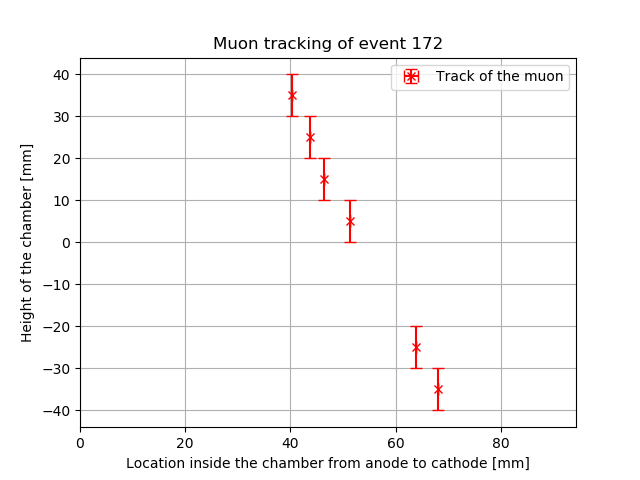 Muon tracking of event 172
Track of the muon
40
30
20
10
0
−10
−20
−30
−40
Height of the chamber [mm]
0 20 40 60 80
Location inside the chamber from anode to cathode [mm]